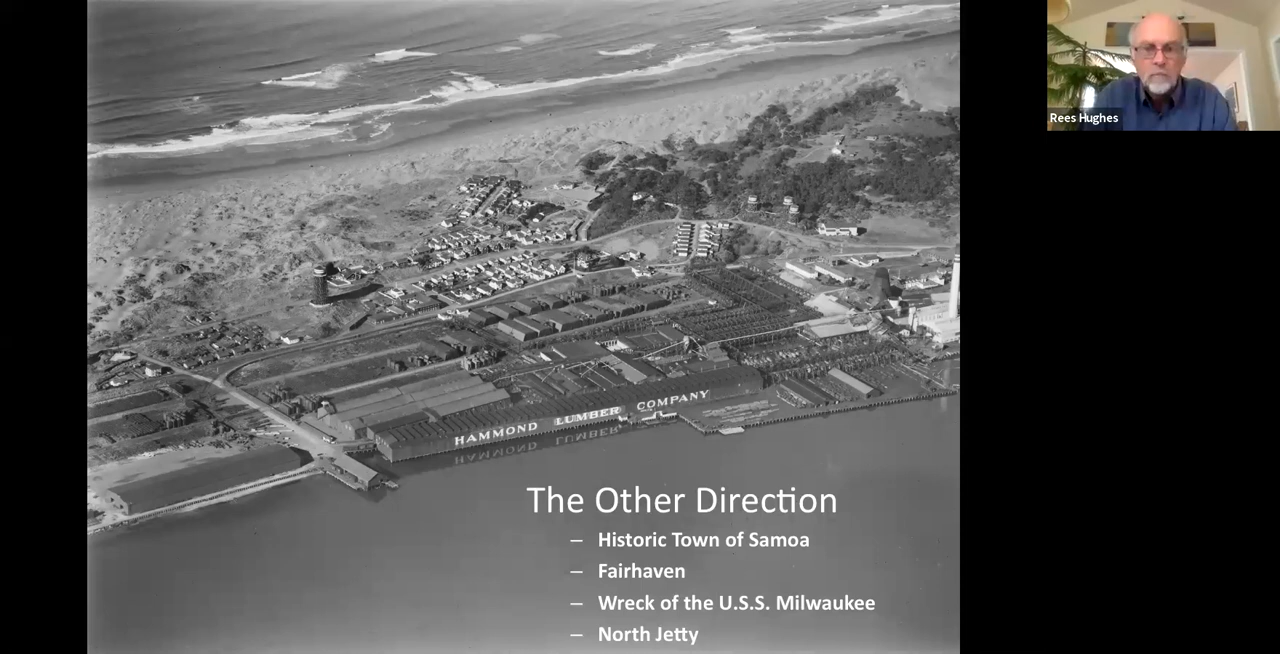 Rees Hughes
HAMMOND LUMBER COMPANY
The Other Direction
– Historic Town of Samoa
– Fairhaven
– Wreck of the U.S.S. Milwaukee
– North Jetty